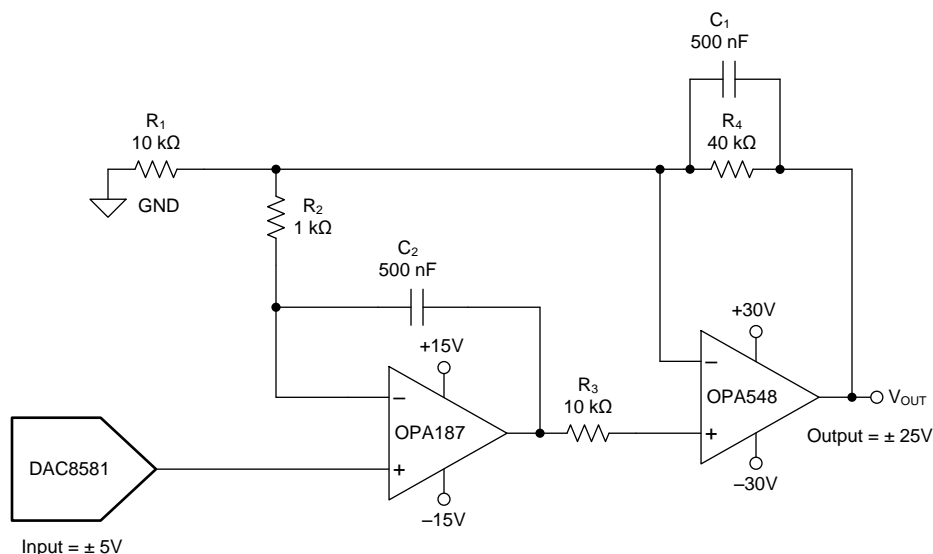 C₁
500 nF
R₁
10 kΩ
R₄
40 kΩ
GND
R₂
1 kΩ
C₂
500 nF
+30V
+15V
–
OPA548
R₃
10 kΩ
VOUT
–
OPA187
+
Output = ± 25V
DAC8581
+
–30V
–15V
Input = ± 5V